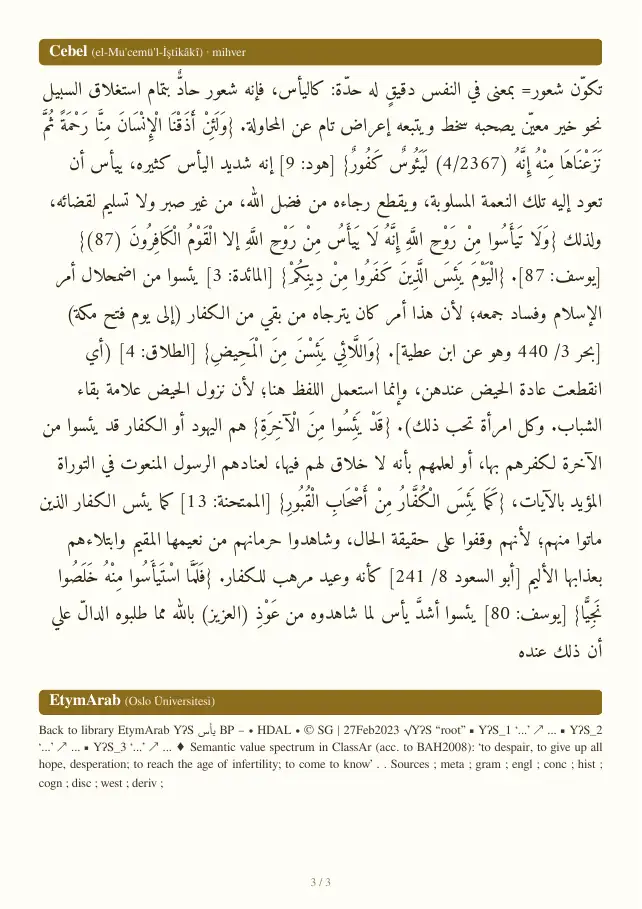 Cebel (el-Mu'cemü'l-İştikâkî) · mihver
تكوّن شعور= بمعنى في النفس دقيقٍ له حدّة: كاليأس، فإنه شعور حادٌّ بتمام استغلاق السبيل
نحو خير معيّن يصحبه سخط ويتبعه إعراض تام عن المحاولة. {وَلَئِنْ أَذَقْنَا الْإِنْسَانَ مِنَّا رَحْمَةً ثُمَّ
نَزَعْنَاهَا مِنْهُ إِنَّهُ (4/2367) لَيَئُوسٌ كَفُورٌ} [هود: 9] إنه شديد اليأس كثيره، ييأس أن
تعود إليه تلك النعمة المسلوبة، ويقطع رجاءه من فضل الله، من غير صبر ولا تسليم لقضائه،
ولذلك {وَلَا تَيْأَسُوا مِنْ رَوْحِ اللَّهِ إِنَّهُ لَا يَيْأَسُ مِنْ رَوْحِ اللَّهِ إلا الْقَوْمُ الْكَافِرُونَ (87)}
[يوسف: 87]. {الْيَوْمَ يَئِسَ الَّذِينَ كَفَرُوا مِنْ دِينِكُمْ} [المائدة: 3] يئسوا من اضمحلال أمر
الإسلام وفساد جمعه؛ لأن هذا أمر كان يترجاه من بقي من الكفار (إلى يوم فتح مكة)
[بحر 3/ 440 وهو عن ابن عطية]. {وَاللَّائِي يَئِسْنَ مِنَ الْمَحِيضِ} [الطلاق: 4] (أي
انقطعت عادة الحيض عندهن، وإنما استعمل اللفظ هنا؛ لأن نزول الحيض علامة بقاء
الشباب. وكل امرأة تحب ذلك). {قَدْ يَئِسُوا مِنَ الْآخِرَةِ} هم اليهود أو الكفار قد يئسوا من
الآخرة لكفرهم بها، أو لعلمهم بأنه لا خلاق لهم فيها، لعنادهم الرسول المنعوت في التوراة
المؤيد بالآيات، {كَمَا يَئِسَ الْكُفَّارُ مِنْ أَصْحَابِ الْقُبُورِ} [الممتحنة: 13] كما يئس الكفار الذين
ماتوا منهم؛ لأنهم وقفوا على حقيقة الحال، وشاهدوا حرمانهم من نعيمها المقيم وابتلاءهم
بعذابها الأليم [أبو السعود 8/ 241] كأنه وعيد مرهب للكفار. {فَلَمَّا اسْتَيْأَسُوا مِنْهُ خَلَصُوا
نَجِيًّا} [يوسف: 80] يئسوا أشدَّ يأس لما شاهدوه من عَوْذِ (العزيز) بالله مما طلبوه الدالّ علي
أن ذلك عنده
EtymArab (Oslo Üniversitesi)
Back to library EtymArab YʔS يأس BP – • HDAL • © SG | 27Feb2023 √YʔS “root” ▪ YʔS_1 ‘...’ ↗ ... ▪ YʔS_2
‘...’ ↗ ... ▪ YʔS_3 ‘...’ ↗ ... ♦ Semantic value spectrum in ClassAr (acc. to BAH2008): ‘to despair, to give up all
hope, desperation; to reach the age of infertility; to come to know’ . . Sources ; meta ; gram ; engl ; conc ; hist ;
cogn ; disc ; west ; deriv ;
3 / 3